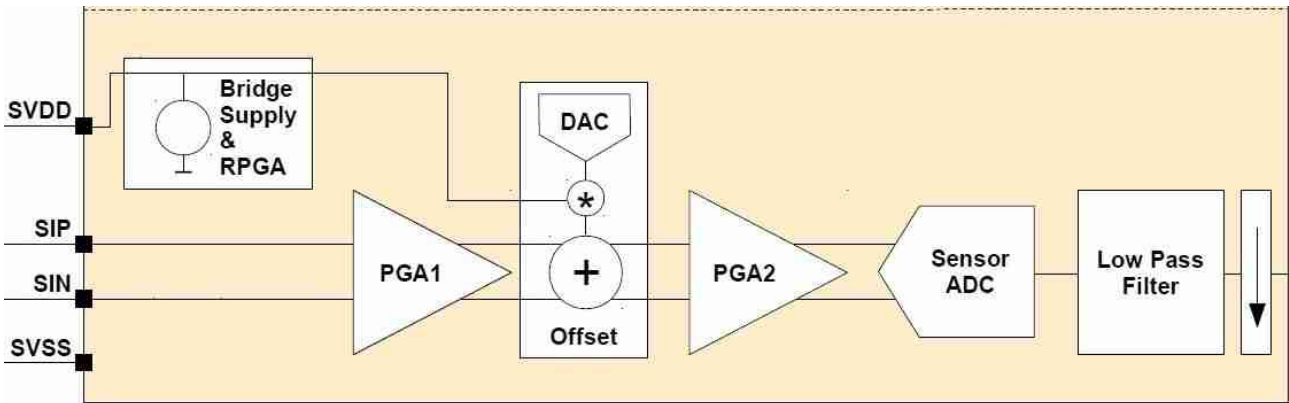 SVDD
Bridge
Supply
&
RPGA
DAC
*
SIP
SIN
SVSS
PGA1
+
Offset
PGA2
Sensor
ADC
Low Pass
Filter